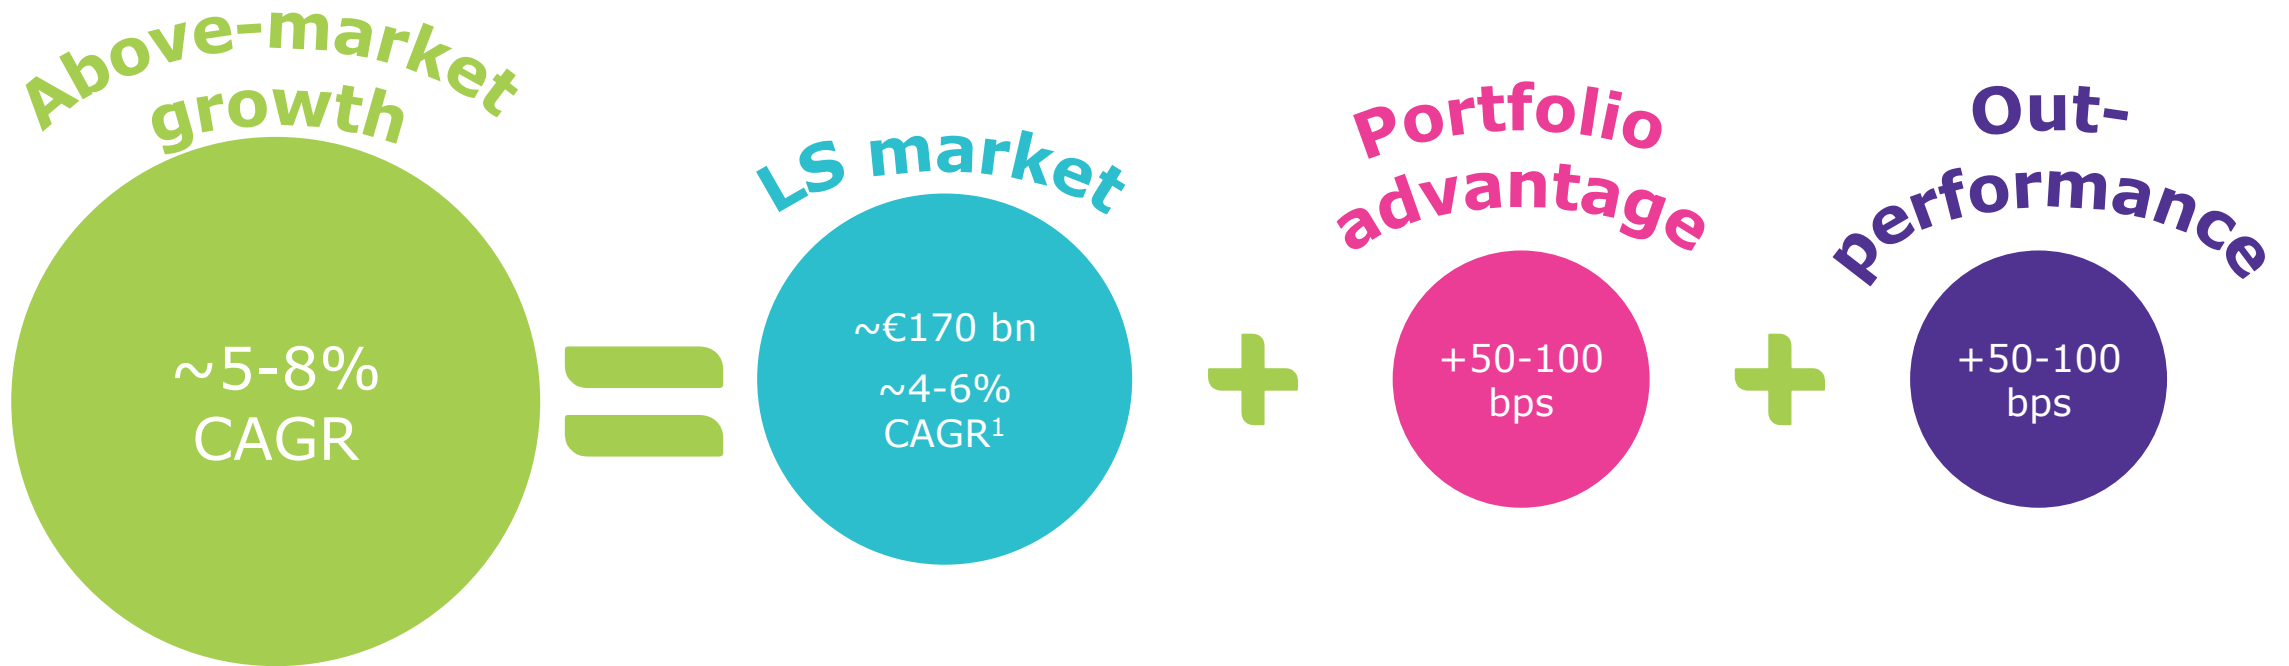 Above-market
growth
~5-8%
CAGR
LS market
~€170 bn
~4-6%
CAGR¹
Portfolio
advantage
+50-100
bps
Out-
performance
+50-100
bps